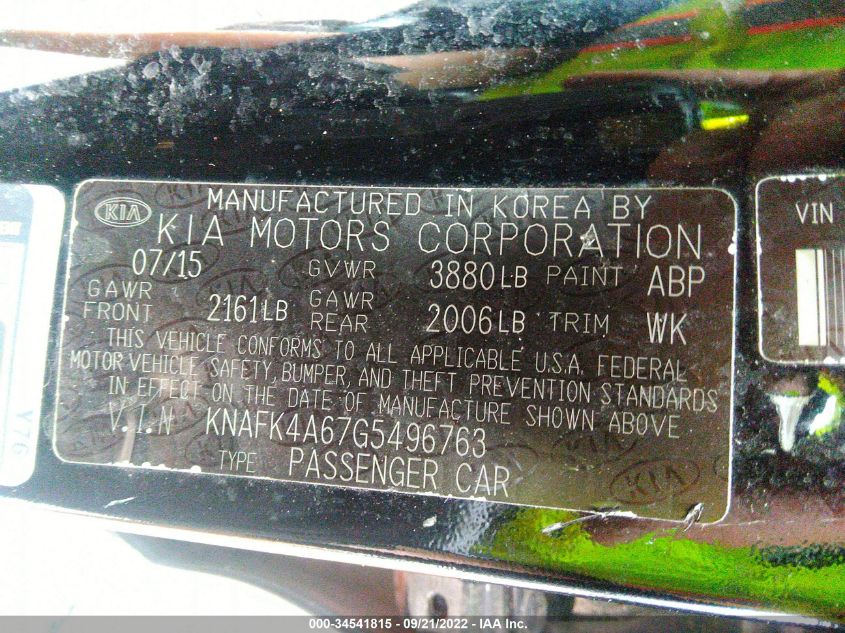 KIA
MANUFACTURED IN KOREA BY
KIA MOTORS CORPORATION
07/15 GVWR 3880LB PAINT ABP
GAWR FRONT 2161LB GAWR REAR 2006LB TRIM WK
THIS VEHICLE CONFORMS TO ALL APPLICABLE U.S.A. FEDERAL
MOTOR VEHICLE SAFETY, BUMPER, AND THEFT PREVENTION STANDARDS
IN EFFECT ON THE DATE OF MANUFACTURE SHOWN ABOVE
V.I.N KNAFK4A67G5496763
TYPE PASSENGER CAR
KIA
VIN
Y76
000-34541815 - 09/21/2022 - IAA Inc.